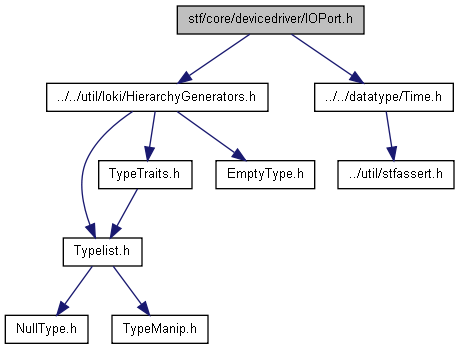 stf/core/devicedriver/IOPort.h
../../util/loki/HierarchyGenerators.h
../../datatype/Time.h
TypeTraits.h
EmptyType.h
../util/stfassert.h
Typelist.h
NullType.h
TypeManip.h